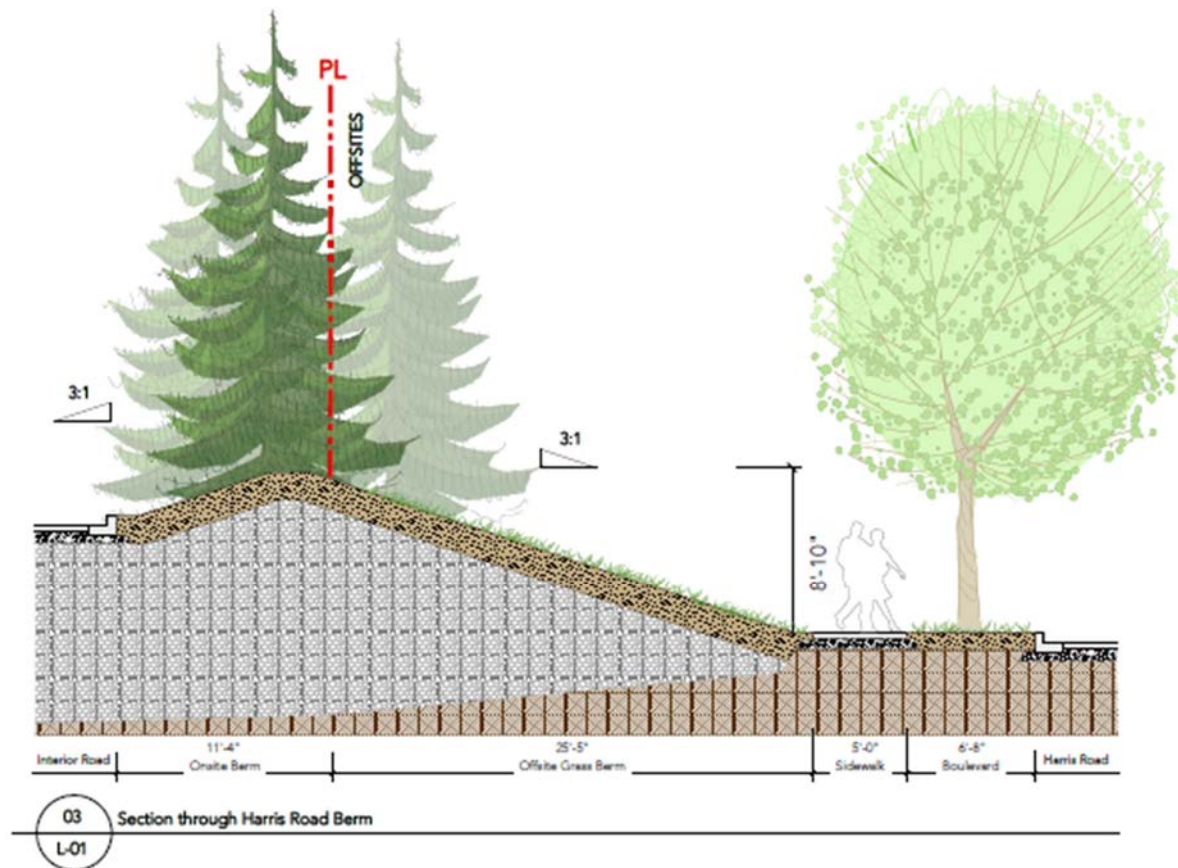 PL
OFFSITES
3:1
3:1
8'-10"
11'-4"
25'-5"
5'-0"
6'-8"
Interior Road
Onsite Berm
Offsite Grass Berm
Sidewalk
Boulevard
Harris Road
03
Section through Harris Road Berm
L-01